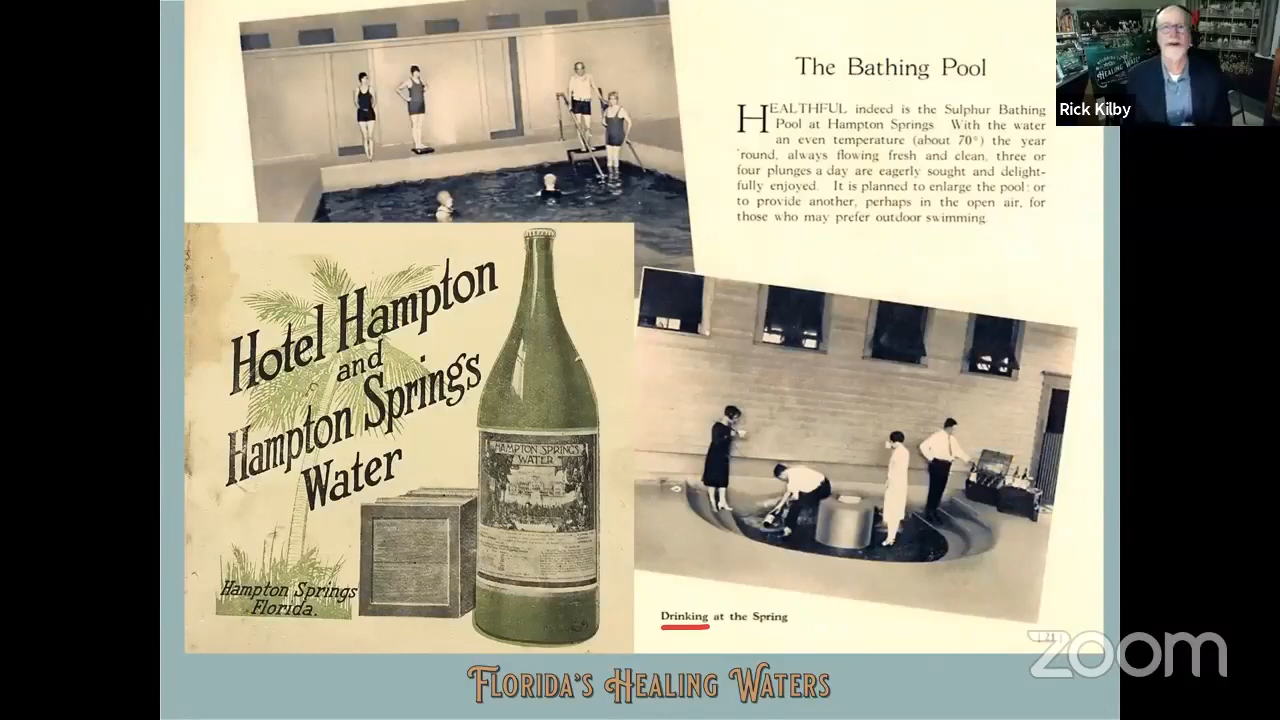 The Bathing Pool
HEALTHFUL indeed is the Sulphur Bathing
Pool at Hampton Springs With the water
an even temperature (about 70°) the year
'round, always flowing fresh and clean, three or
four plunges a day are eagerly sought and delight-
fully enjoyed. It is planned to enlarge the pool; or
to provide another, perhaps in the open air, for
those who may prefer outdoor swimming.
Rick Kilby
HEALING WATERS
Hotel Hampton
and
Hampton Springs
Water
HAMPTON SPRINGS
WATER
Hampton Springs
Florida.
Drinking at the Spring
zoom
FLORIDA'S HEALING WATERS